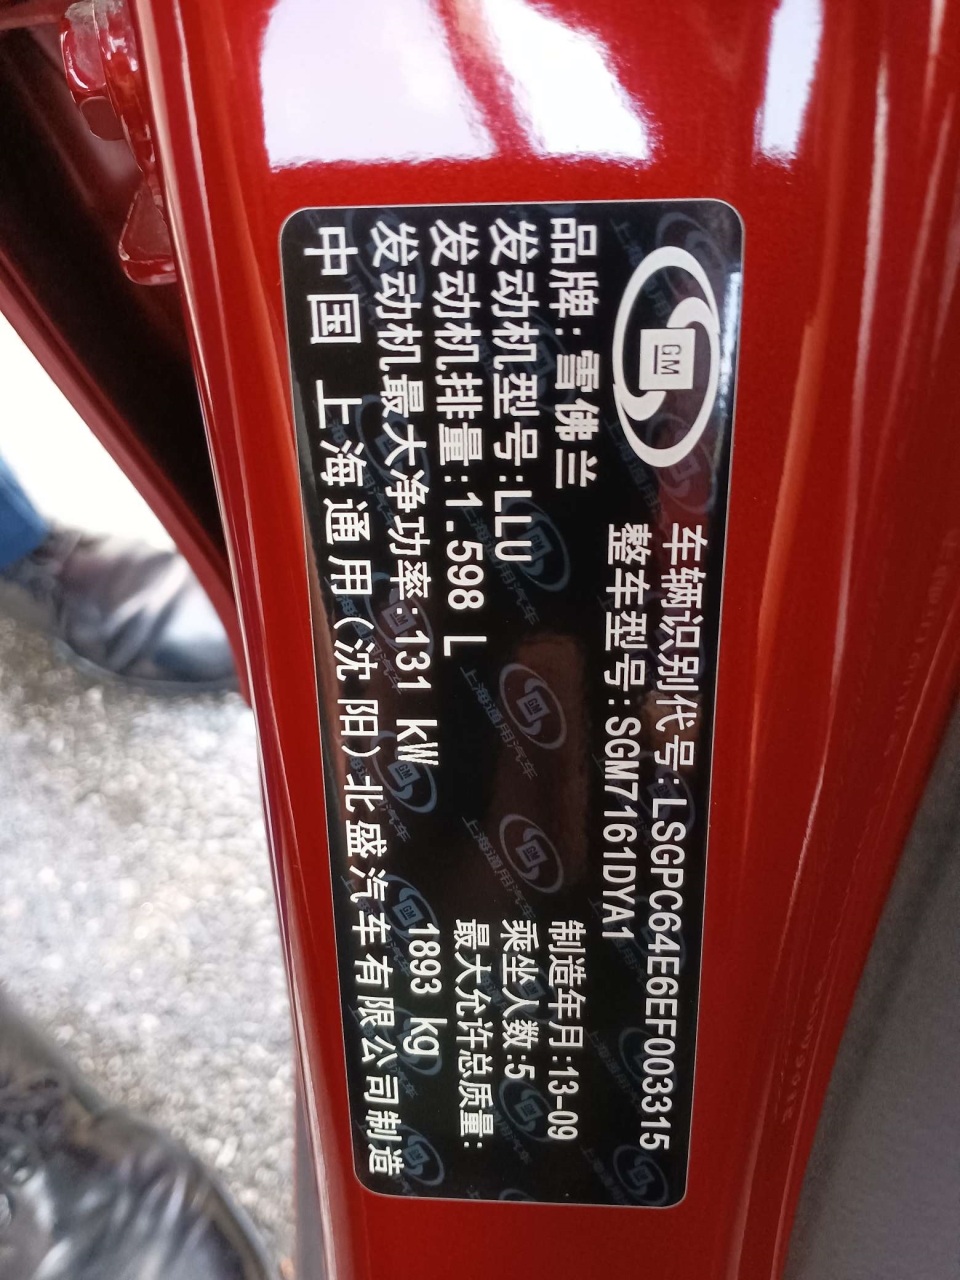 GM
车辆识别代号:LSGPC64E6EF003315
整车型号:SGM7161DYA1
品牌:雪佛兰
发动机型号:LLU
制造年月:13-09
发动机排量:1.598 L
乘坐人数:5
发动机最大净功率:131 kW
最大允许总质量:
1893 kg
中国 上海通用(沈阳)北盛汽车有限公司制造